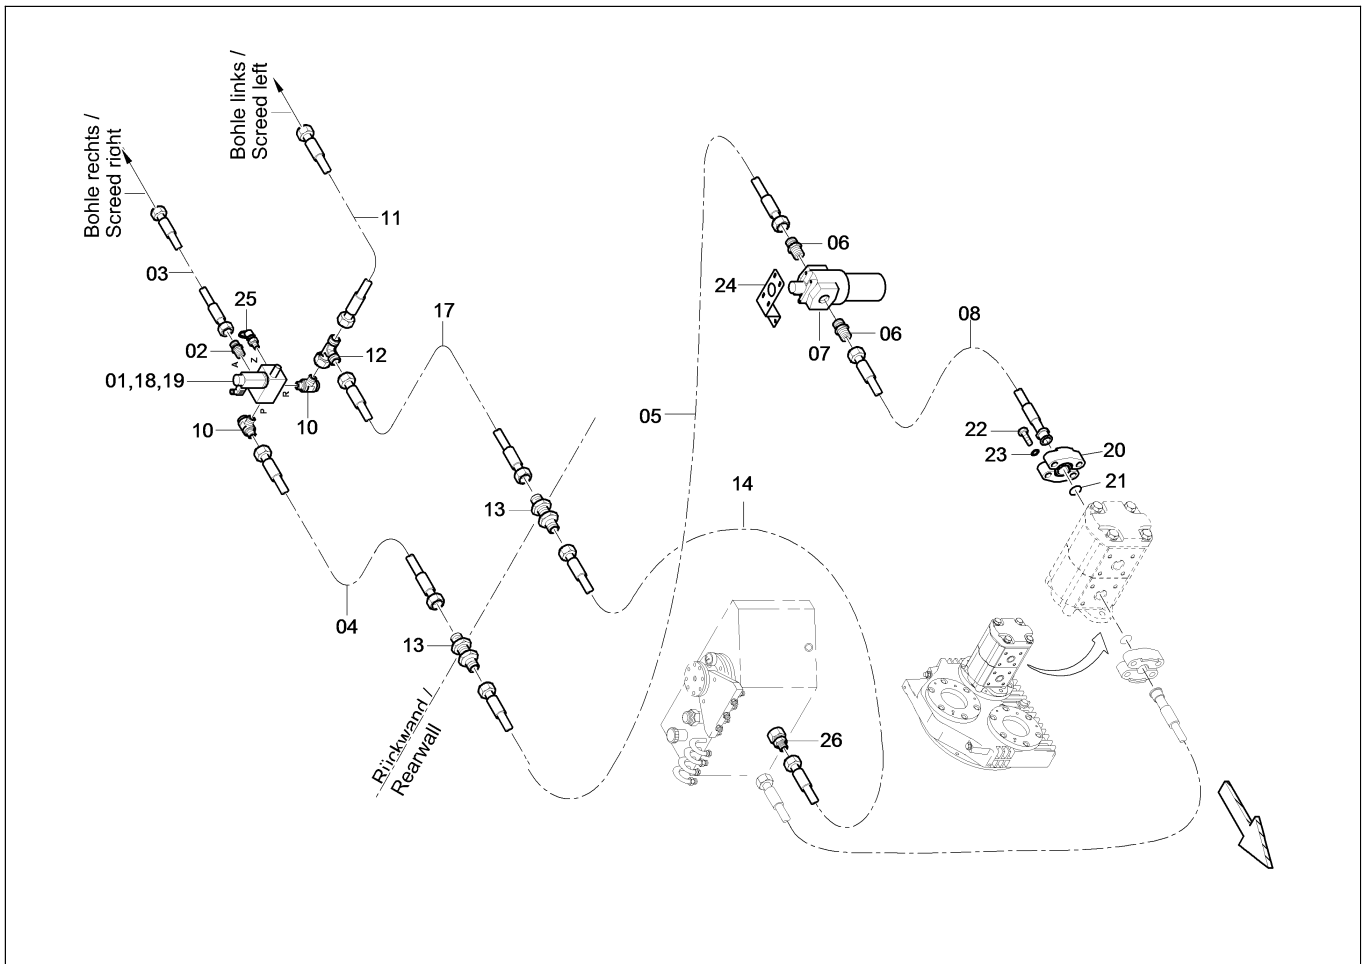 Bohle links /
Screed left
Bohle rechts /
Screed right
11
03
06
24
25
17
08
06
02
12
07
A
Z
01,18,19
R
P
10
10
05
22
20
23
21
14
13
04
13
Rückwand /
Rearwall
26